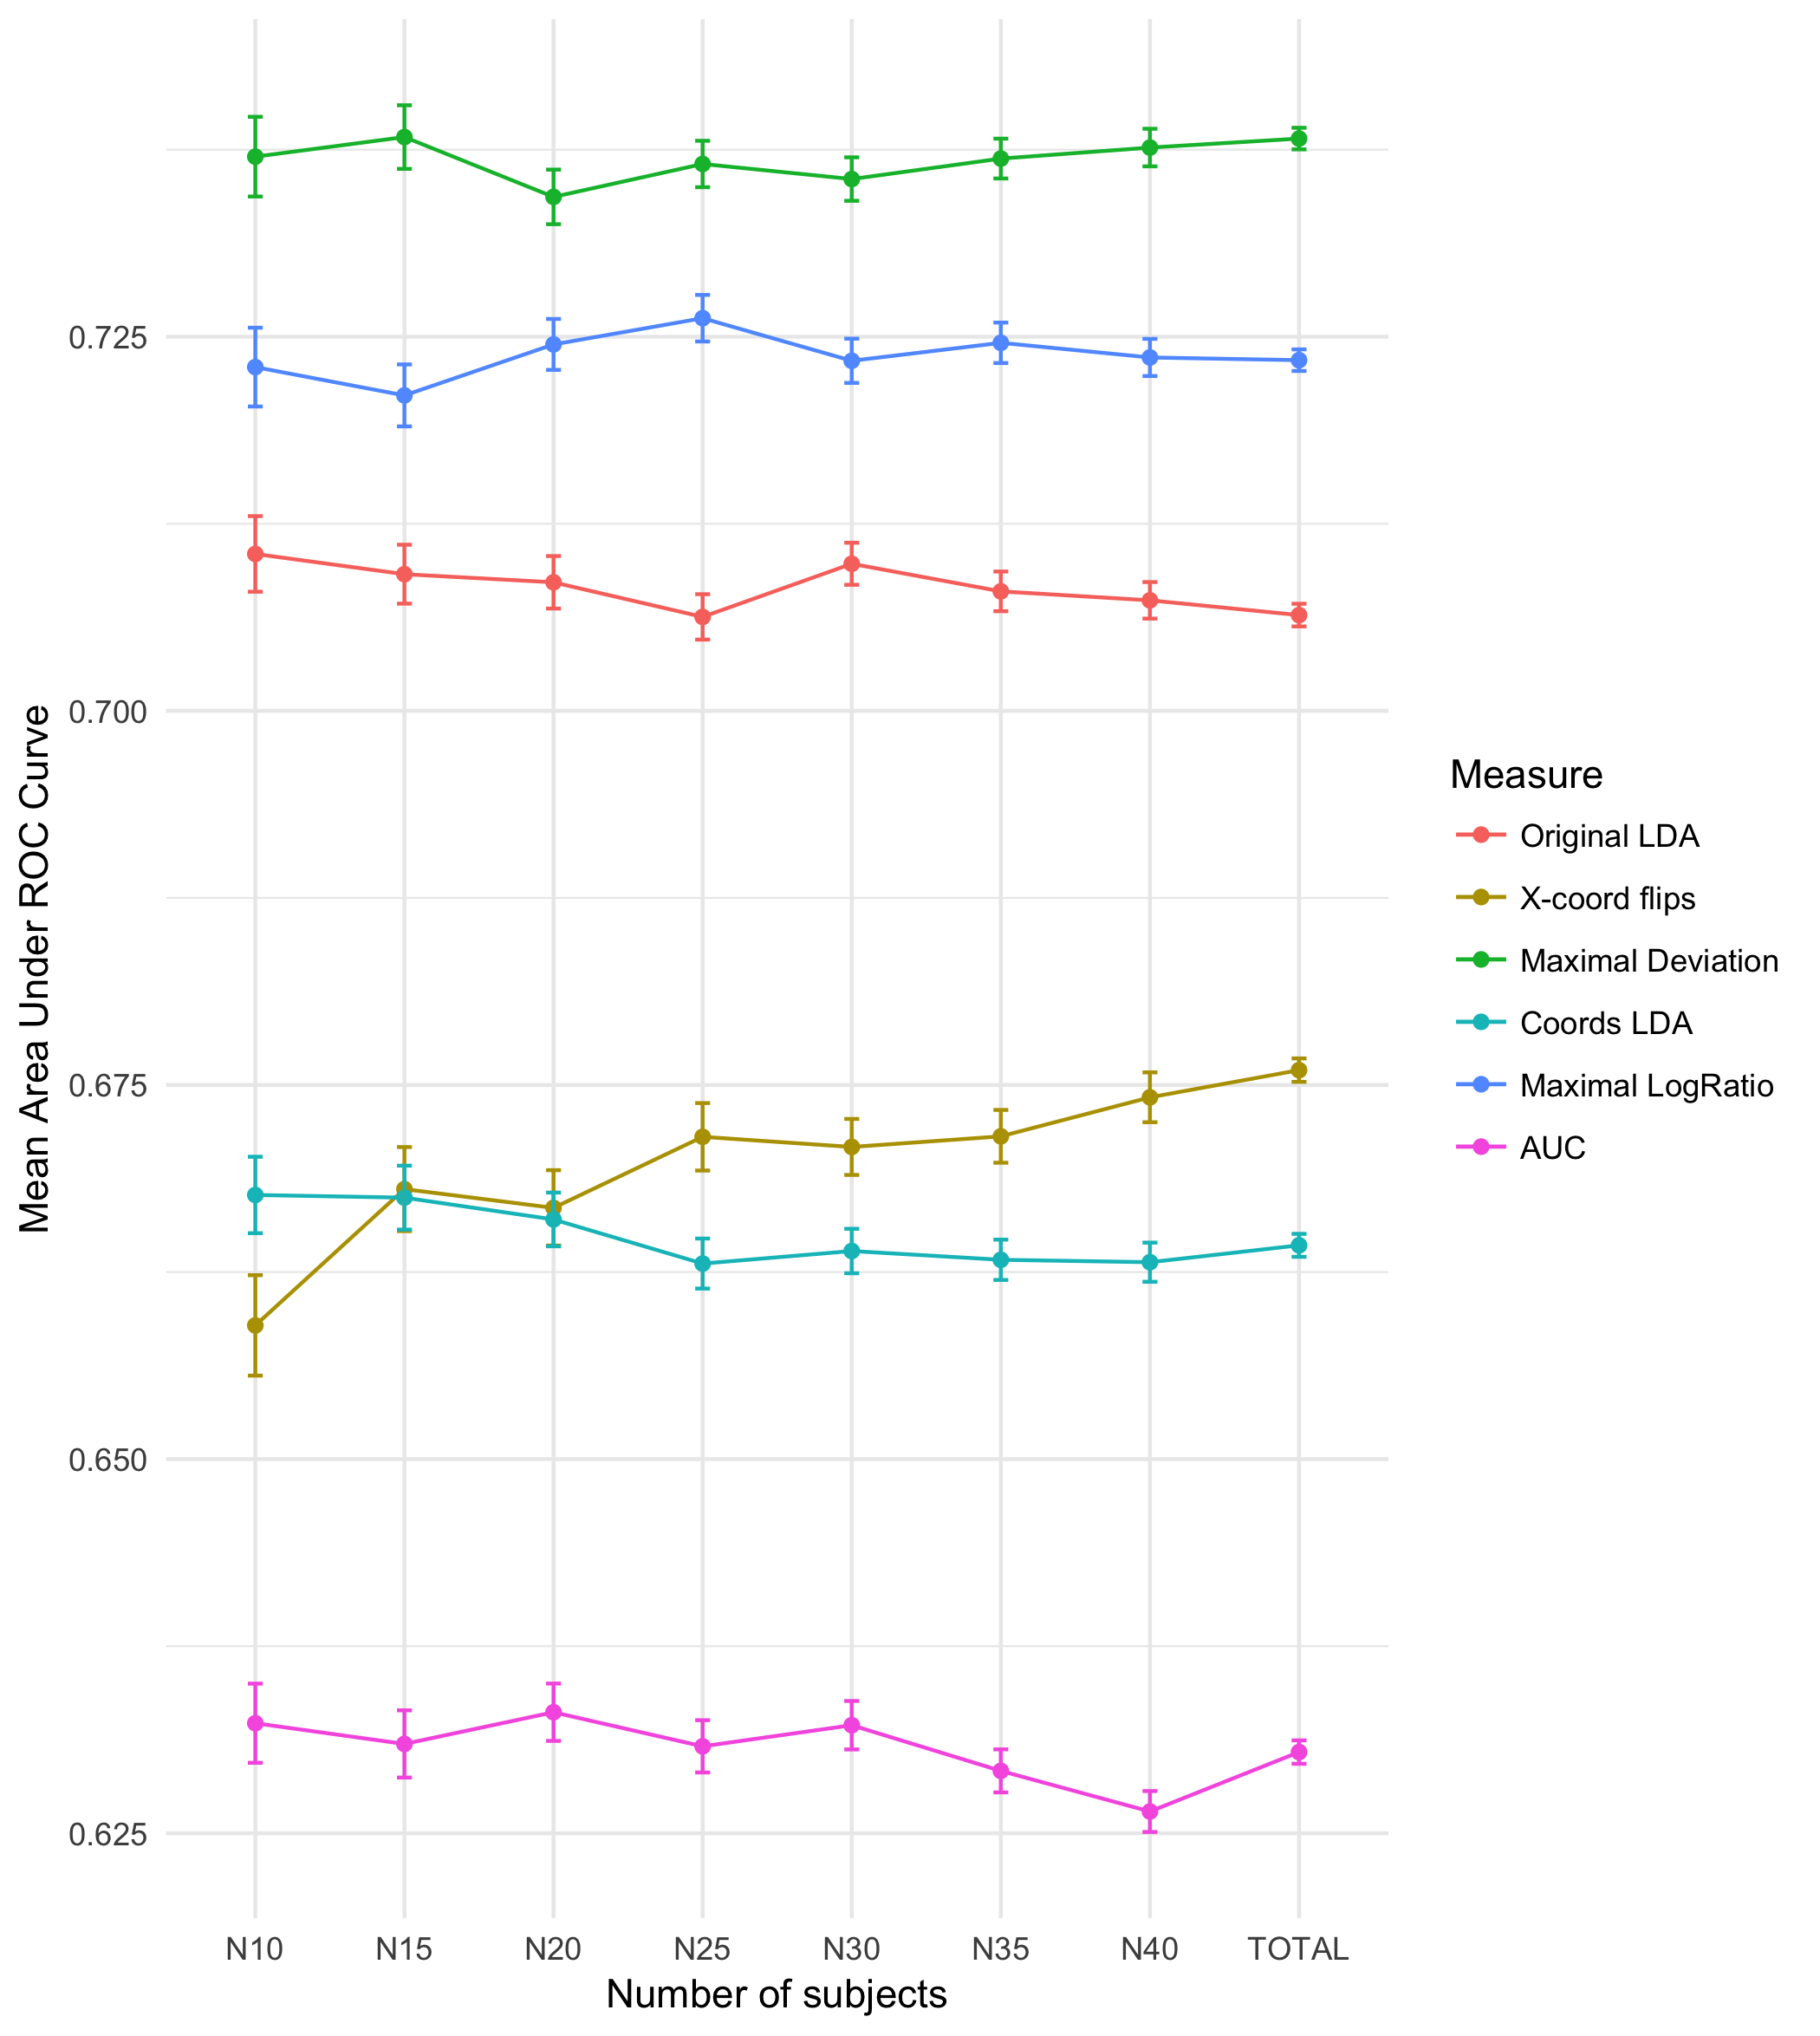 Mean Area Under ROC Curve
0.725
0.700
0.675
0.650
0.625
N10 N15 N20 N25 N30 N35 N40 TOTAL
Number of subjects
Measure
Original LDA
X-coord flips
Maximal Deviation
Coords LDA
Maximal LogRatio
AUC